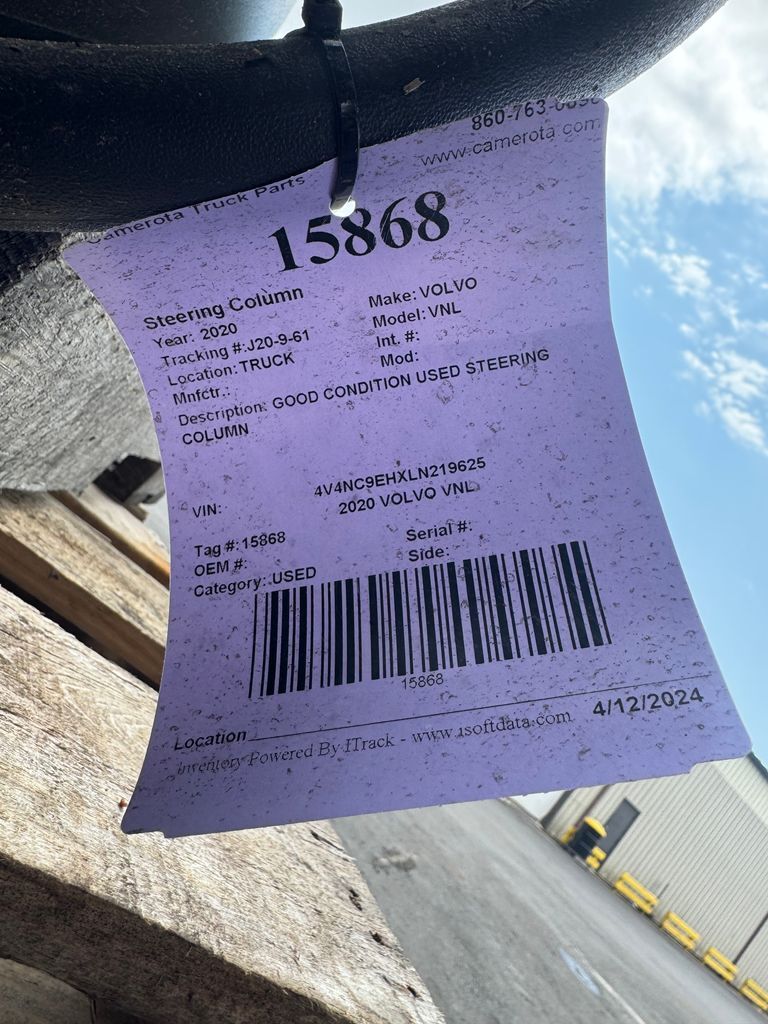 860-763-0896
www.camerota.com
Camerota Truck Parts
15868
Steering Column
Year: 2020
Tracking #:J20-9-61
Location:TRUCK
Mnfctr.:
Make:VOLVO
Model:VNL
Int. #:
Mod:
Description: GOOD CONDITION USED STEERING
COLUMN
VIN: 4V4NC9EHXLN219625
2020 VOLVO VNL
Tag #:15868
OEM #:
Category: USED
Serial #:
Side:
15868
Location
Inventory Powered By ITrack - www.isoftdata.com
4/12/2024